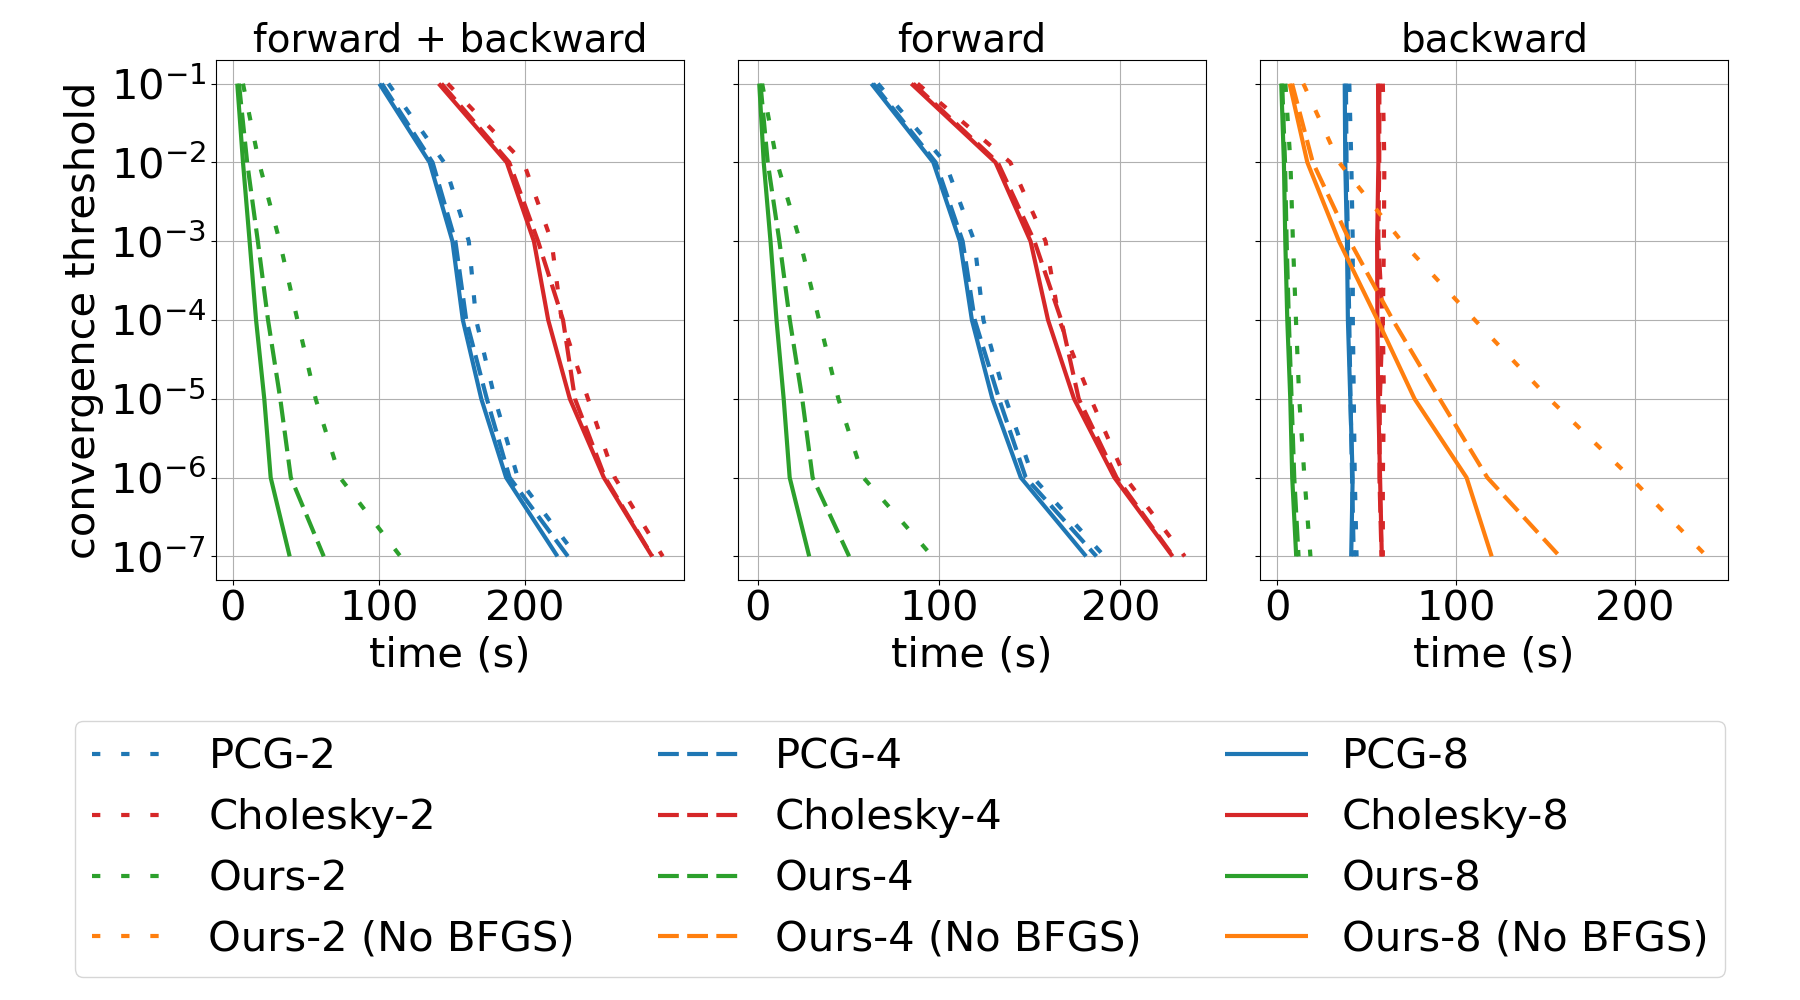 forward + backward
forward
backward
convergence threshold
10⁻¹
10⁻²
10⁻³
10⁻⁴
10⁻⁵
10⁻⁶
10⁻⁷
0 100 200
0 100 200
0 100 200
time (s)
time (s)
time (s)
PCG-2
PCG-4
PCG-8
Cholesky-2
Cholesky-4
Cholesky-8
Ours-2
Ours-4
Ours-8
Ours-2 (No BFGS)
Ours-4 (No BFGS)
Ours-8 (No BFGS)